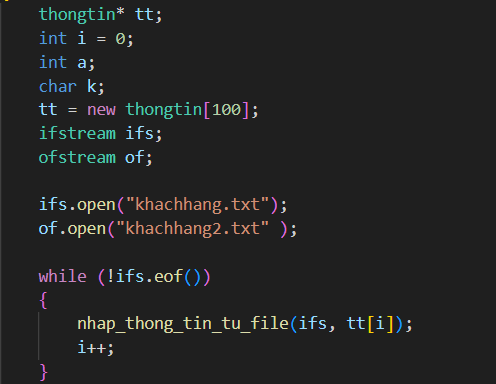 thongtin* tt;
int i = 0;
int a;
char k;
tt = new thongtin[100];
ifstream ifs;
ofstream of;
ifs.open("khachhang.txt");
of.open("khachhang2.txt" );
while (!ifs.eof())
{
nhap_thong_tin_tu_file(ifs, tt[i]);
i++;
}